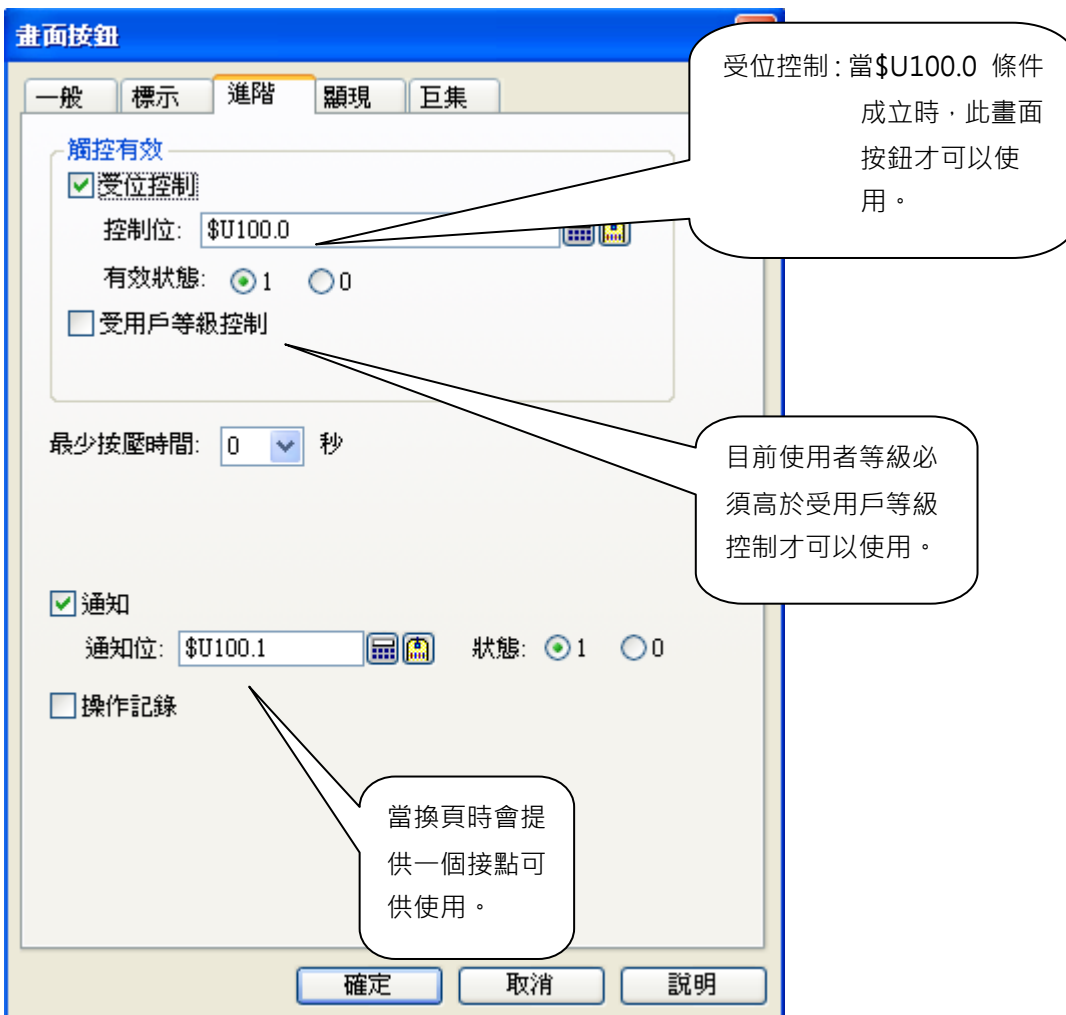 畫面按鈕
受位控制：當$U100.0 條件
成立時，此畫面
按鈕才可以使
用。
一般 標示 進階 顯現 巨集
觸控有效
受位控制
控制位: $U100.0
有效狀態: 1 0
受用戶等級控制
最少按壓時間: 0 秒
目前使用者等級必
須高於受用戶等級
控制才可以使用。
通知
通知位: $U100.1 狀態: 1 0
操作記錄
當換頁時會提
供一個接點可
供使用。
確定 取消 說明